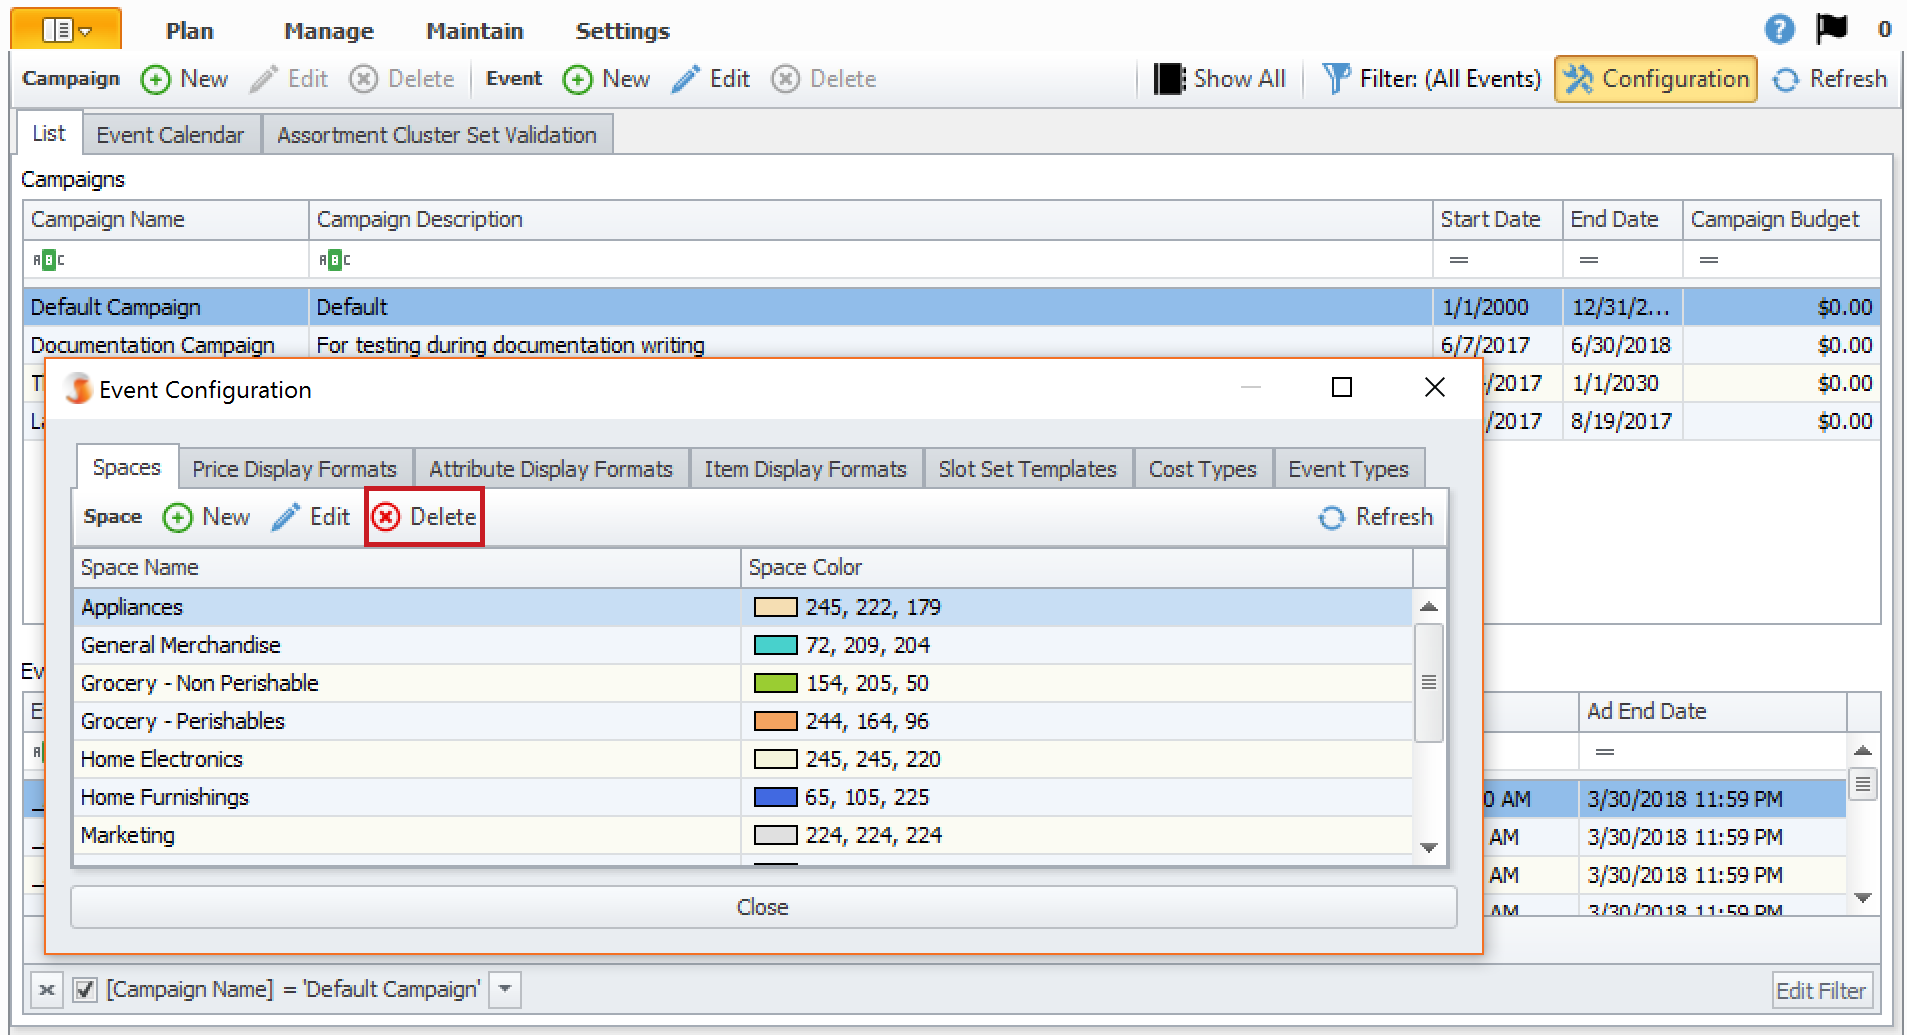 Plan Manage Maintain Settings 0
Campaign New Edit Delete Event New Edit Delete Show All Filter: (All Events) Configuration Refresh
List Event Calendar Assortment Cluster Set Validation
Campaigns
Campaign Name Campaign Description Start Date End Date Campaign Budget
ABC ABC = = =
Default Campaign Default 1/1/2000 12/31/2... $0.00
Documentation Campaign For testing during documentation writing 6/7/2017 6/30/2018 $0.00
/2017 1/1/2030 $0.00
/2017 8/19/2017 $0.00
Event Configuration
Spaces Price Display Formats Attribute Display Formats Item Display Formats Slot Set Templates Cost Types Event Types
Space New Edit Delete Refresh
Space Name Space Color
Appliances 245, 222, 179
General Merchandise 72, 209, 204
Grocery - Non Perishable 154, 205, 50
Grocery - Perishables 244, 164, 96
Home Electronics 245, 245, 220
Home Furnishings 65, 105, 225
Marketing 224, 224, 224
Close
Ad End Date
=
0 AM 3/30/2018 11:59 PM
AM 3/30/2018 11:59 PM
AM 3/30/2018 11:59 PM
AM 3/30/2018 11:59 PM
[Campaign Name] = 'Default Campaign' Edit Filter